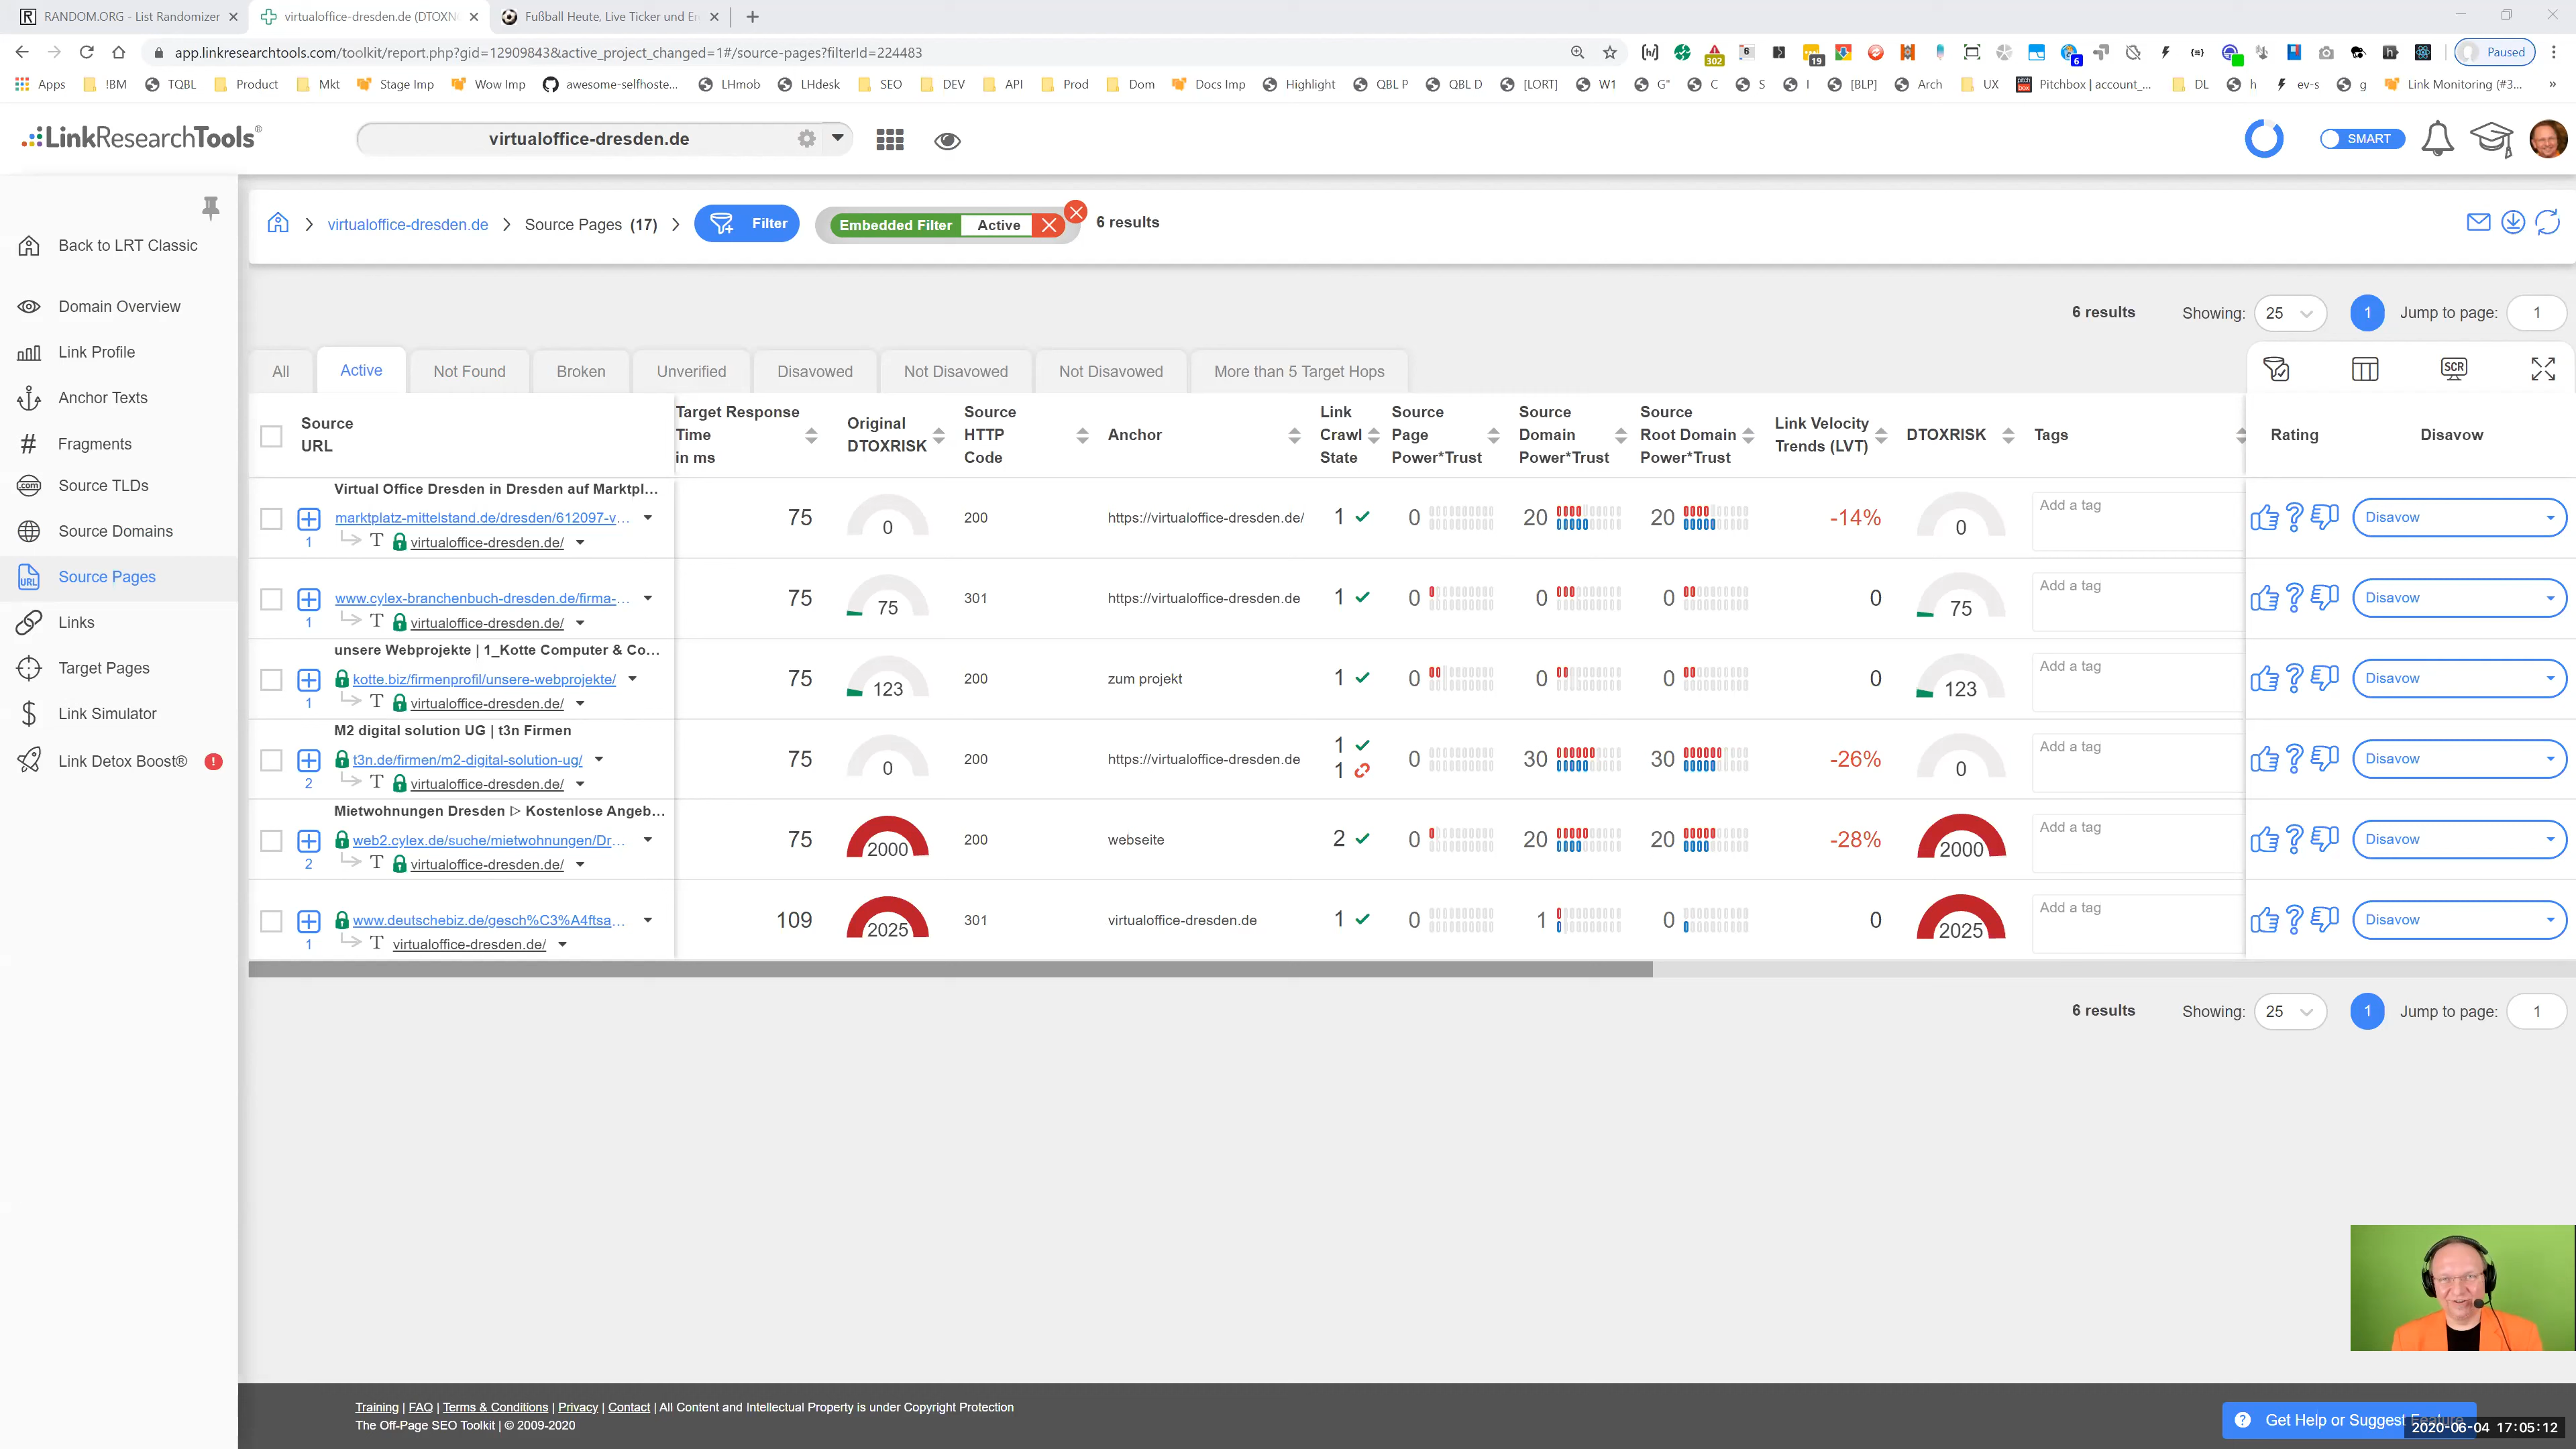 RANDOM.ORG - List Randomizer
virtualoffice-dresden.de (DTOXN
Fußball Heute, Live Ticker und Er
app.linkresearchtools.com/toolkit/report.php?gid=12909843&active_project_changed=1#/source-pages?filterId=224483
302
19
6
Paused
Apps !BM TQBL Product Mkt Stage Imp Wow Imp awesome-selfhoste... LHmob LHdesk SEO DEV API Prod Dom Docs Imp Highlight QBL P QBL D [LORT] W1 G" C S I [BLP] Arch UX Pitchbox | account_... DL h ev-s g Link Monitoring (#3... »
LinkResearchTools®
virtualoffice-dresden.de
SMART
virtualoffice-dresden.de
Source Pages (17)
Filter
Embedded Filter Active
6 results
Back to LRT Classic
Domain Overview
Link Profile
Anchor Texts
Fragments
Source TLDs
Source Domains
Source Pages
Links
Target Pages
Link Simulator
Link Detox Boost® !
6 results Showing: 25 1 Jump to page: 1
All Active Not Found Broken Unverified Disavowed Not Disavowed Not Disavowed More than 5 Target Hops
SCR
Source URL
Target Response Time in ms
Original DTOXRISK
Source HTTP Code
Anchor
Link Crawl State
Source Page Power*Trust
Source Domain Power*Trust
Source Root Domain Power*Trust
Link Velocity Trends (LVT)
DTOXRISK
Tags
Rating
Disavow
Virtual Office Dresden in Dresden auf Marktpl...
marktplatz-mittelstand.de/dresden/612097-v... 75 0 200 https://virtualoffice-dresden.de/ 1 0 20 20 -14% 0 Add a tag Disavow
1 T virtualoffice-dresden.de/
www.cylex-branchenbuch-dresden.de/firma-... 75 75 301 https://virtualoffice-dresden.de 1 0 0 0 0 75 Add a tag Disavow
1 T virtualoffice-dresden.de/
unsere Webprojekte | 1_Kotte Computer & Co...
kotte.biz/firmenprofil/unsere-webprojekte/ 75 123 200 zum projekt 1 0 0 0 0 123 Add a tag Disavow
1 T virtualoffice-dresden.de/
M2 digital solution UG | t3n Firmen
t3n.de/firmen/m2-digital-solution-ug/ 75 0 200 https://virtualoffice-dresden.de 1 1 0 30 30 -26% 0 Add a tag Disavow
2 T virtualoffice-dresden.de/
Mietwohnungen Dresden ▷ Kostenlose Angeb...
web2.cylex.de/suche/mietwohnungen/Dr... 75 2000 200 webseite 2 0 20 20 -28% 2000 Add a tag Disavow
2 T virtualoffice-dresden.de/
www.deutschebiz.de/gesch%C3%A4ftsa... 109 2025 301 virtualoffice-dresden.de 1 0 1 0 0 2025 Add a tag Disavow
1 T virtualoffice-dresden.de/
6 results Showing: 25 1 Jump to page: 1
Training | FAQ | Terms & Conditions | Privacy | Contact | All Content and Intellectual Property is under Copyright Protection
The Off-Page SEO Toolkit | © 2009-2020
Get Help or Suggest Feature
2020-06-04 17:05:12